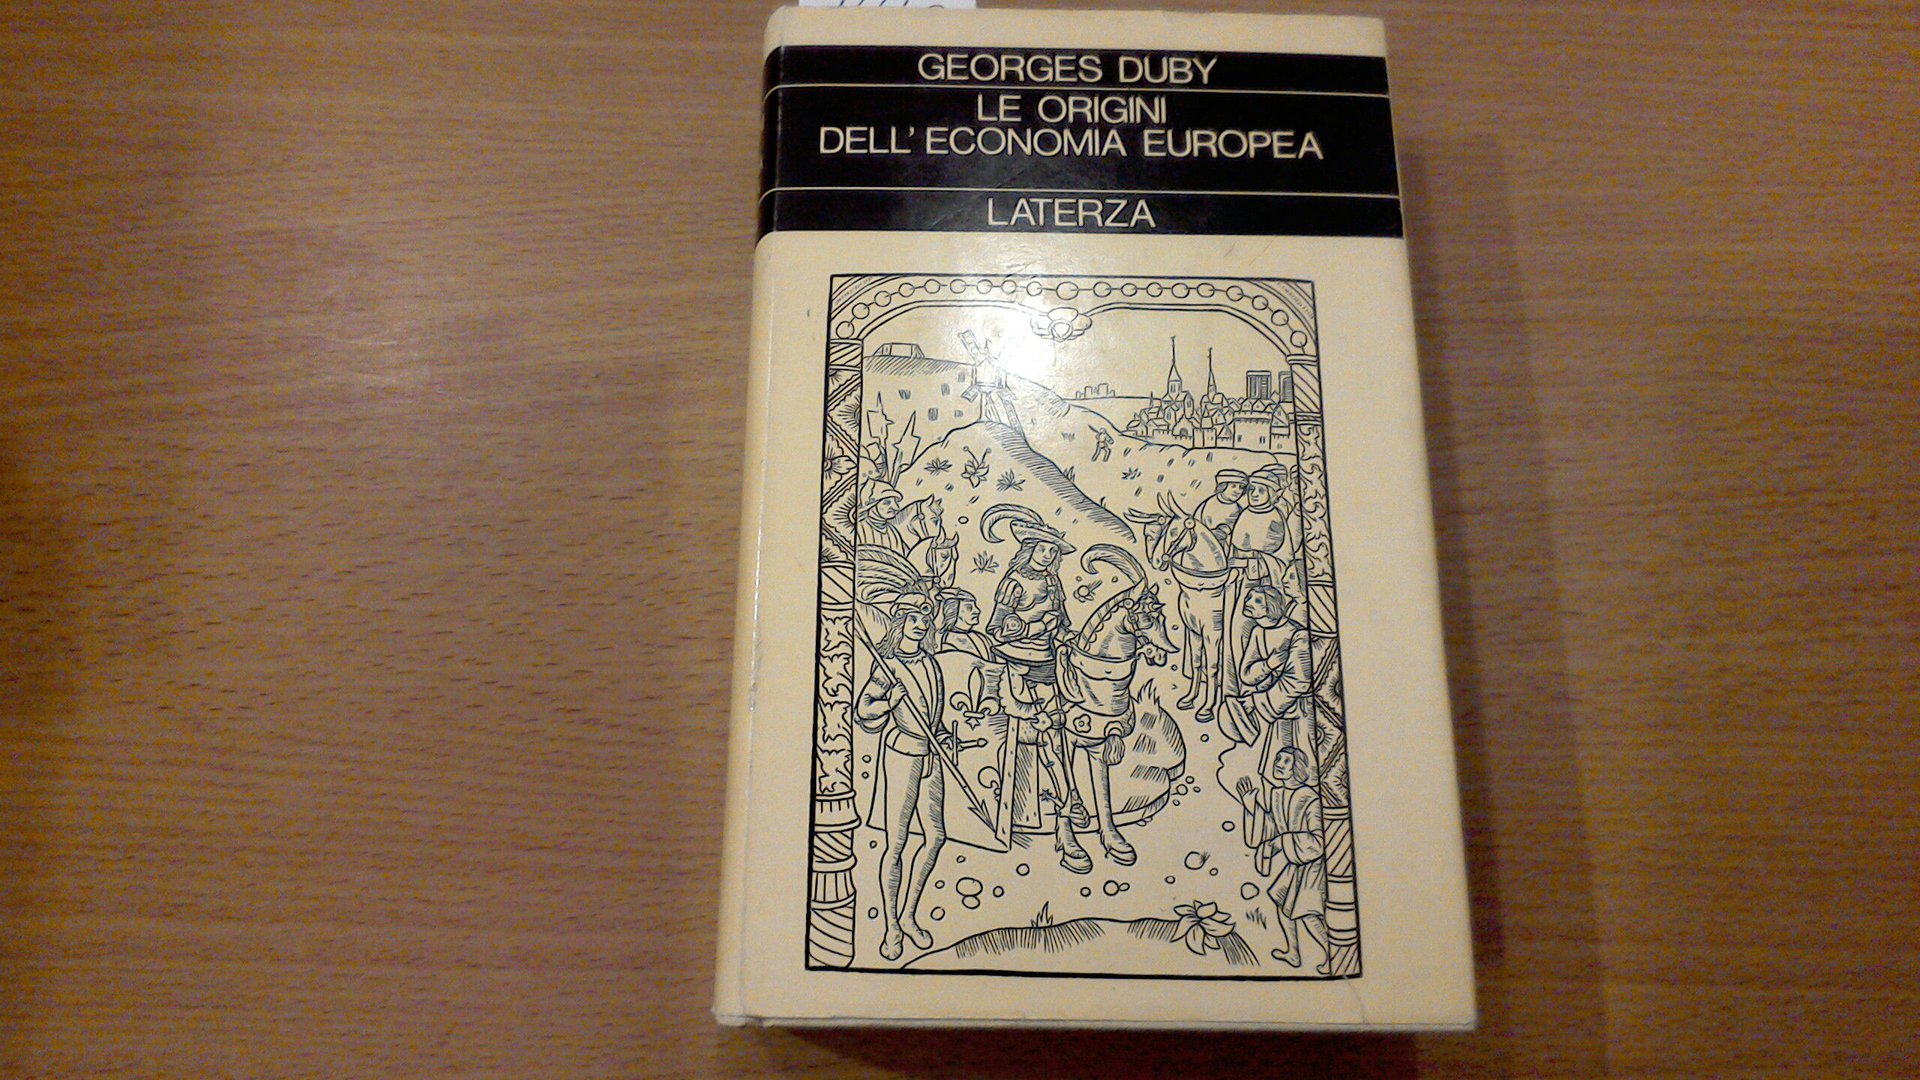 GEORGES DUBY
LE ORIGINI
DELL' ECONOMIA EUROPEA
LATERZA